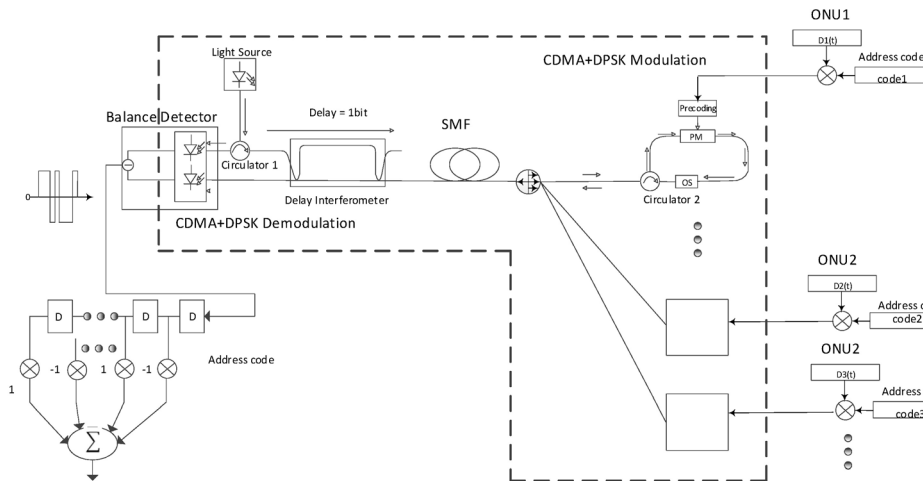 ONU1
D1(t)
Address code
code1
Light Source
CDMA+DPSK Modulation
Precoding
Delay = 1bit
SMF
PM
Balance Detector
Circulator 1
OS
Circulator 2
Delay Interferometer
0
CDMA+DPSK Demodulation
ONU2
D2(t)
Address c
code2
D
D
D
ONU2
D3(t)
Address
code3
Address code
1
-1
1
-1
Σ